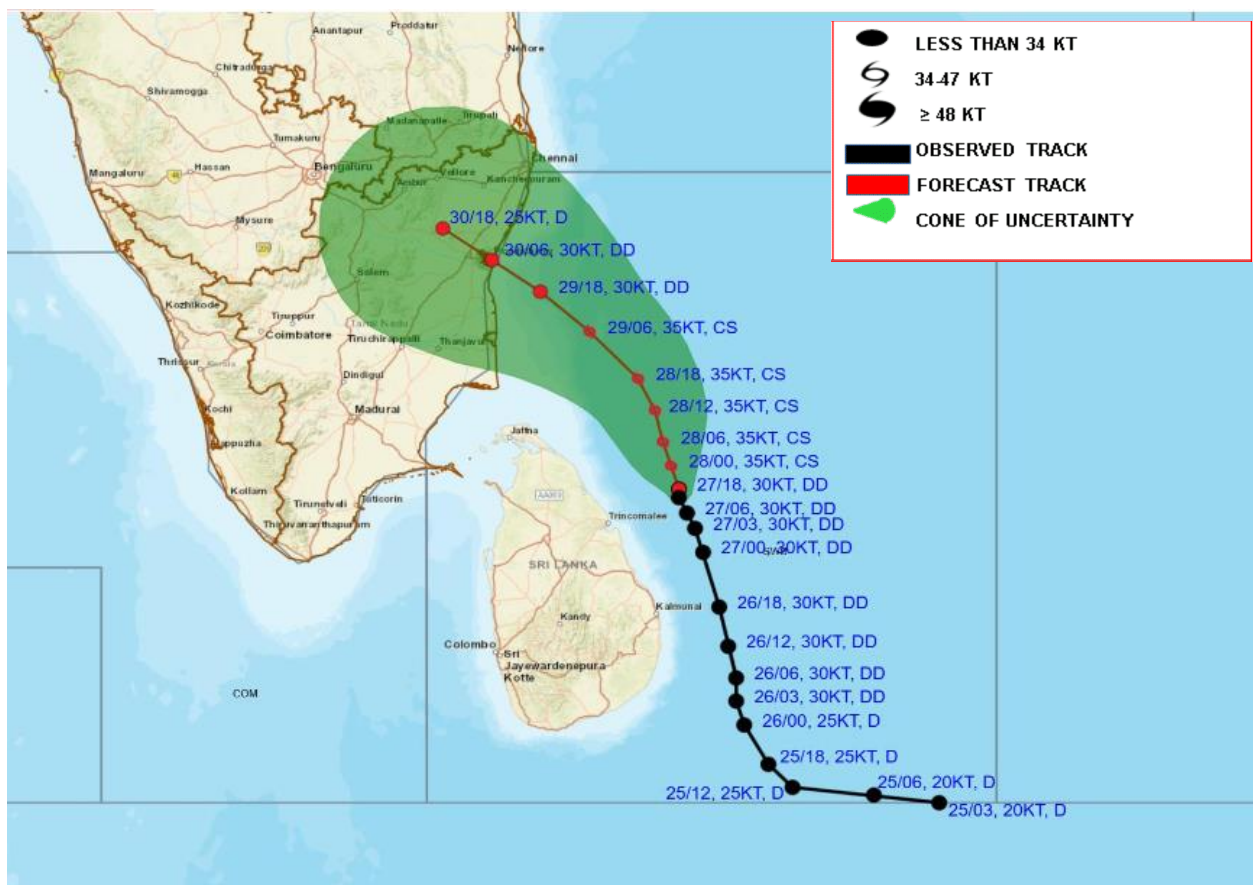 Anantapur
Proddatur
Nellore
Chitradurga
Shivamogga
Madanapalle
Tirupati
Tumakuru
Chennai
Mangaluru
48
Hassan
Bengaluru
Vellore
Ambur
Kancheepuram
Mysuru
Salem
Kozhikode
Tiruppur
Coimbatore
Tamil Nadu
Tiruchirappalli
Thanjavur
Thrissur
Kerala
Dindigul
Kochi
Madurai
Alappuzha
Kollam
Tirunelveli
Tuticorin
Thiruvananthapuram
Jaffna
Trincomalee
SRI LANKA
Kandy
Kalmunai
Colombo
Sri
Jayewardenepura
Kotte
COM
LESS THAN 34 KT
34-47 KT
≥ 48 KT
OBSERVED TRACK
FORECAST TRACK
CONE OF UNCERTAINTY
30/18, 25KT, D
30/06, 30KT, DD
29/18, 30KT, DD
29/06, 35KT, CS
28/18, 35KT, CS
28/12, 35KT, CS
28/06, 35KT, CS
28/00, 35KT, CS
27/18, 30KT, DD
27/06, 30KT, DD
27/03, 30KT, DD
27/00, 30KT, DD
26/18, 30KT, DD
26/12, 30KT, DD
26/06, 30KT, DD
26/03, 30KT, DD
26/00, 25KT, D
25/18, 25KT, D
25/12, 25KT, D
25/06, 20KT, D
25/03, 20KT, D